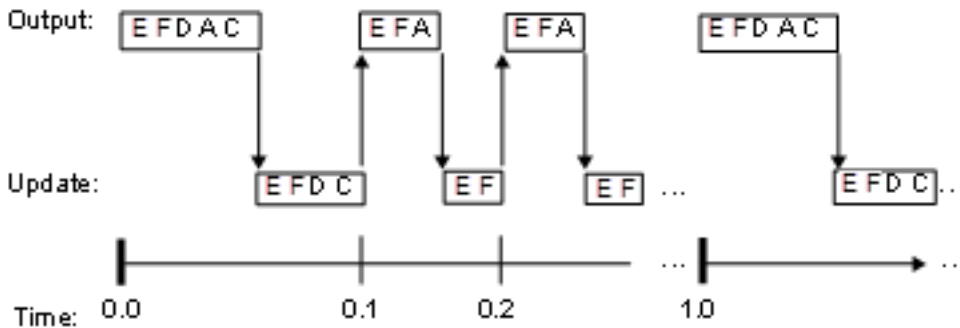 Output: E F D A C E F A E F A E F D A C
Update: E F D C E F E F ... E F D C ..
... ..
Time: 0.0 0.1 0.2 1.0